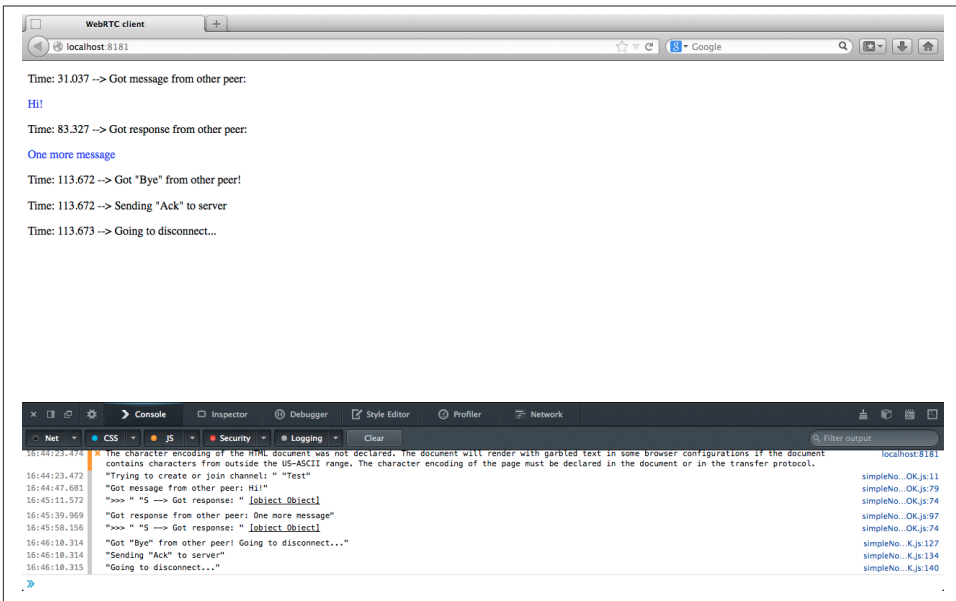 WebRTC client
localhost:8181
Google
Time: 31.037 --> Got message from other peer:
Hi!
Time: 83.327 --> Got response from other peer:
One more message
Time: 113.672 --> Got "Bye" from other peer!
Time: 113.672 --> Sending "Ack" to server
Time: 113.673 --> Going to disconnect...
Console Inspector Debugger Style Editor Profiler Network
Net CSS JS Security Logging Clear Filter output
16:44:23.474 The character encoding of the HTML document was not declared. The document will render with garbled text in some browser configurations if the document localhost:8181
contains characters from outside the US-ASCII range. The character encoding of the page must be declared in the document or in the transfer protocol.
16:44:23.472 "Trying to create or join channel: " "Test" simpleNo...OK.js:11
16:44:47.681 "Got message from other peer: Hi!" simpleNo...OK.js:79
16:45:11.572 ">>> " "S --> Got response: " [object Object] simpleNo...OK.js:74
16:45:39.969 "Got response from other peer: One more message" simpleNo...OK.js:97
16:45:58.156 ">>> " "S --> Got response: " [object Object] simpleNo...OK.js:74
16:46:10.314 "Got "Bye" from other peer! Going to disconnect..." simpleNo...K.js:127
16:46:10.314 "Sending "Ack" to server" simpleNo...K.js:134
16:46:10.315 "Going to disconnect..." simpleNo...K.js:140